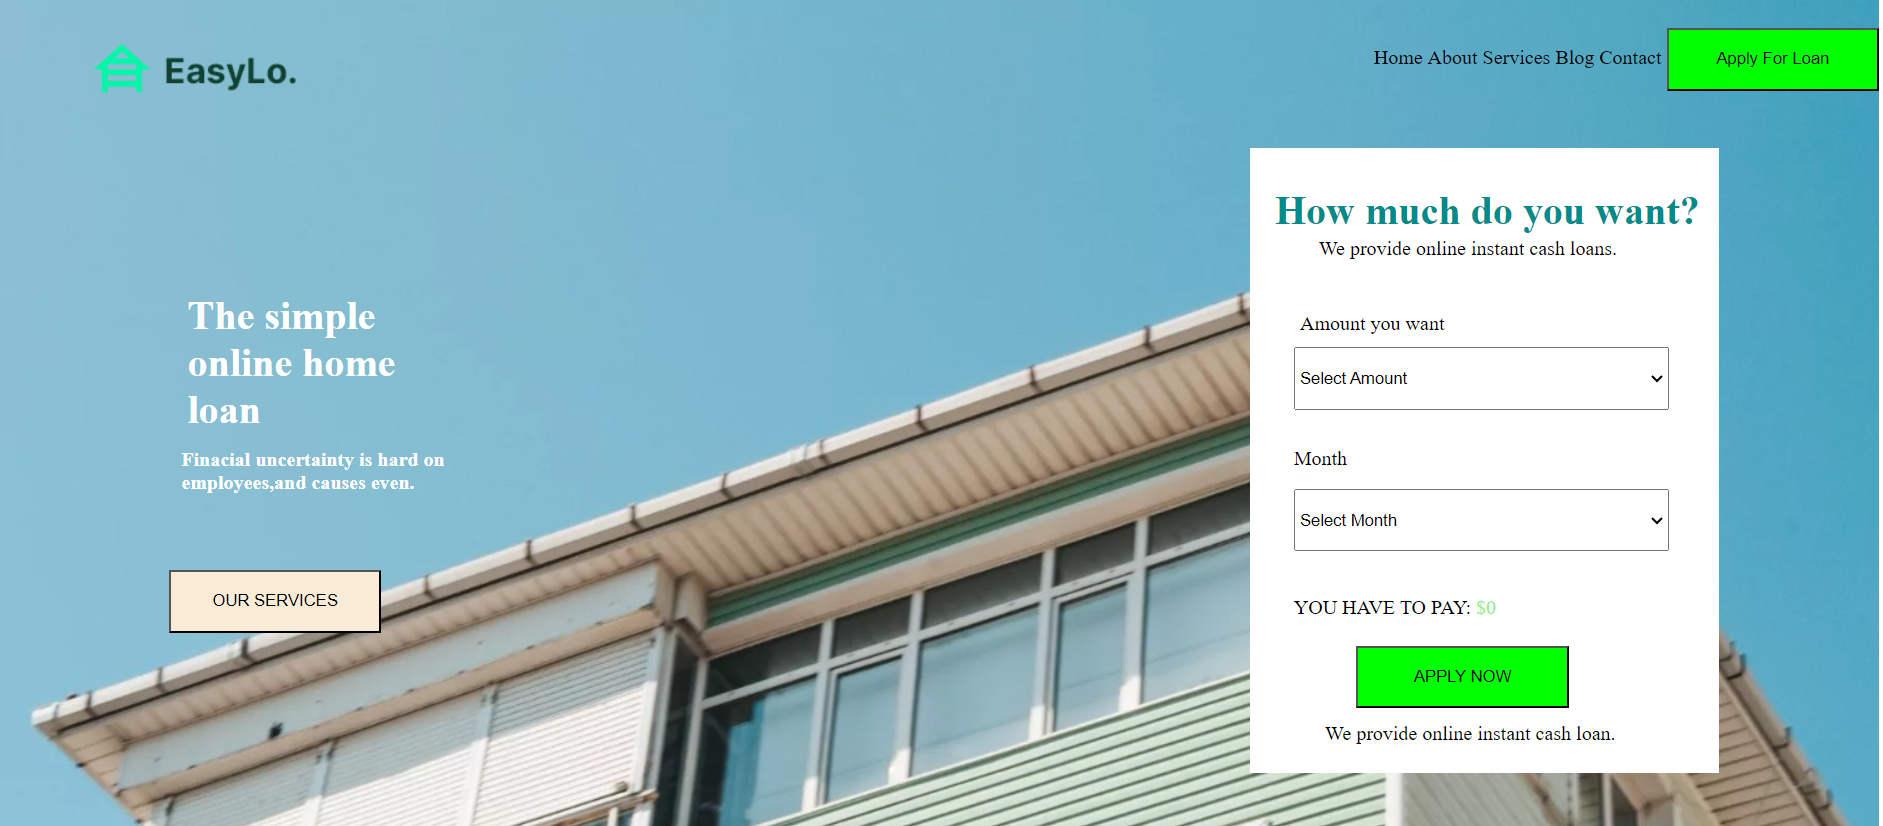 EasyLo.
Home About Services Blog Contact
Apply For Loan
The simple
online home
loan
Finacial uncertainty is hard on
employees,and causes even.
OUR SERVICES
How much do you want?
We provide online instant cash loans.
Amount you want
Select Amount
Month
Select Month
YOU HAVE TO PAY: $0
APPLY NOW
We provide online instant cash loan.